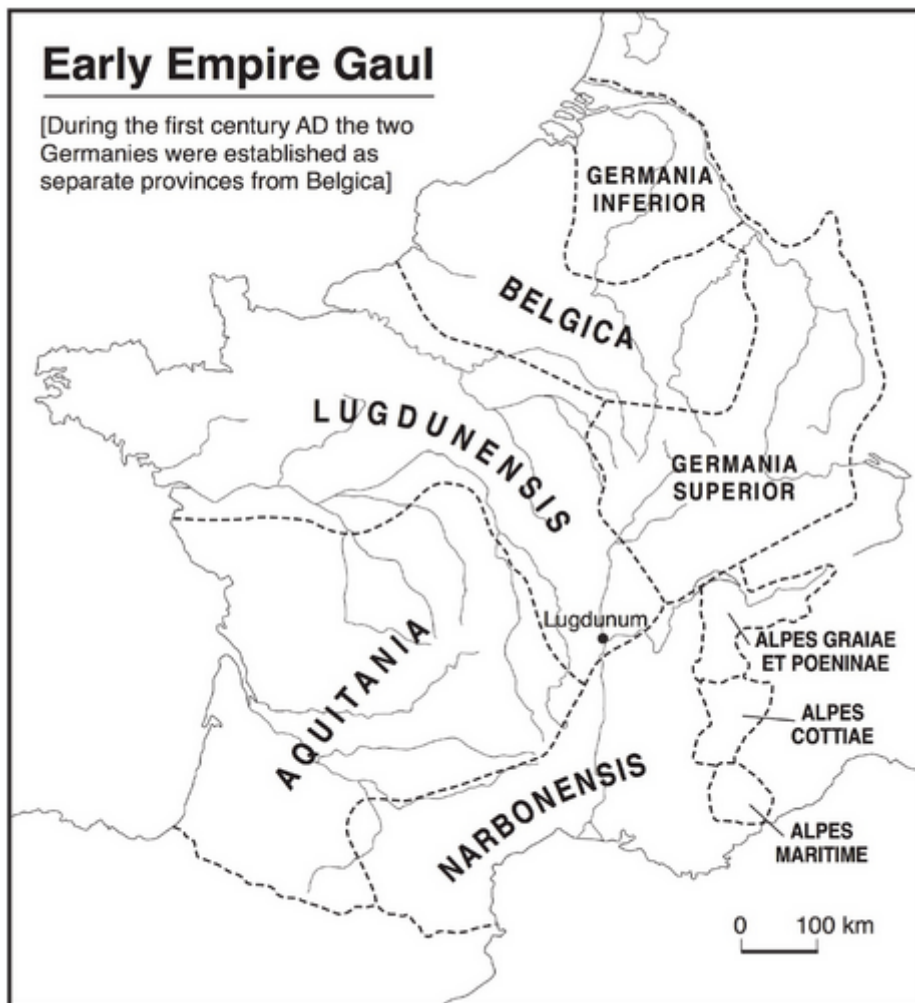 Early Empire Gaul
[During the first century AD the two
Germanies were established as
separate provinces from Belgica]
GERMANIA
INFERIOR
BELGICA
LUGDUNENSIS
GERMANIA
SUPERIOR
Lugdunum
ALPES GRAIAE
ET POENINAE
AQUITANIA
ALPES
COTTIAE
NARBONENSIS
ALPES
MARITIME
0 100 km